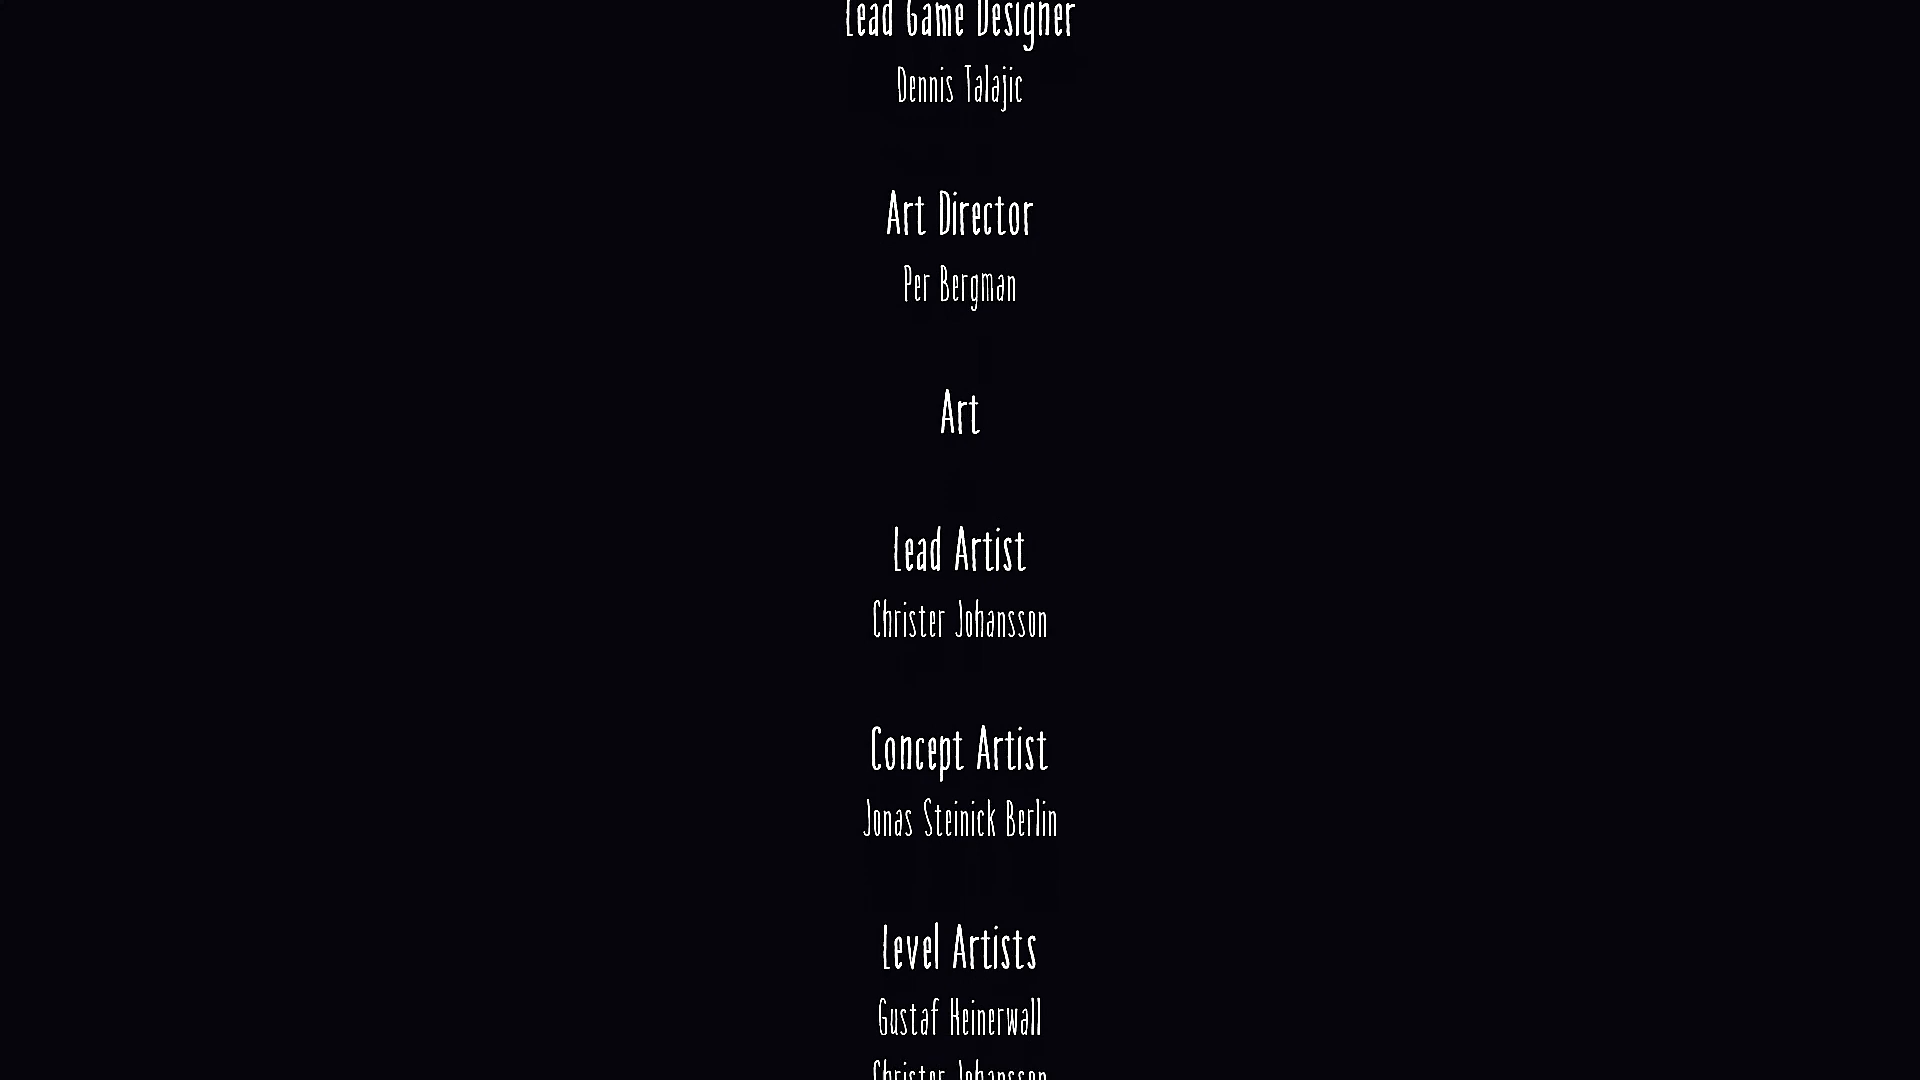 Lead Game Designer
Dennis Talajic
Art Director
Per Bergman
Art
Lead Artist
Christer Johansson
Concept Artist
Jonas Steinick Berlin
Level Artists
Gustaf Heinerwall
Christer Johansson